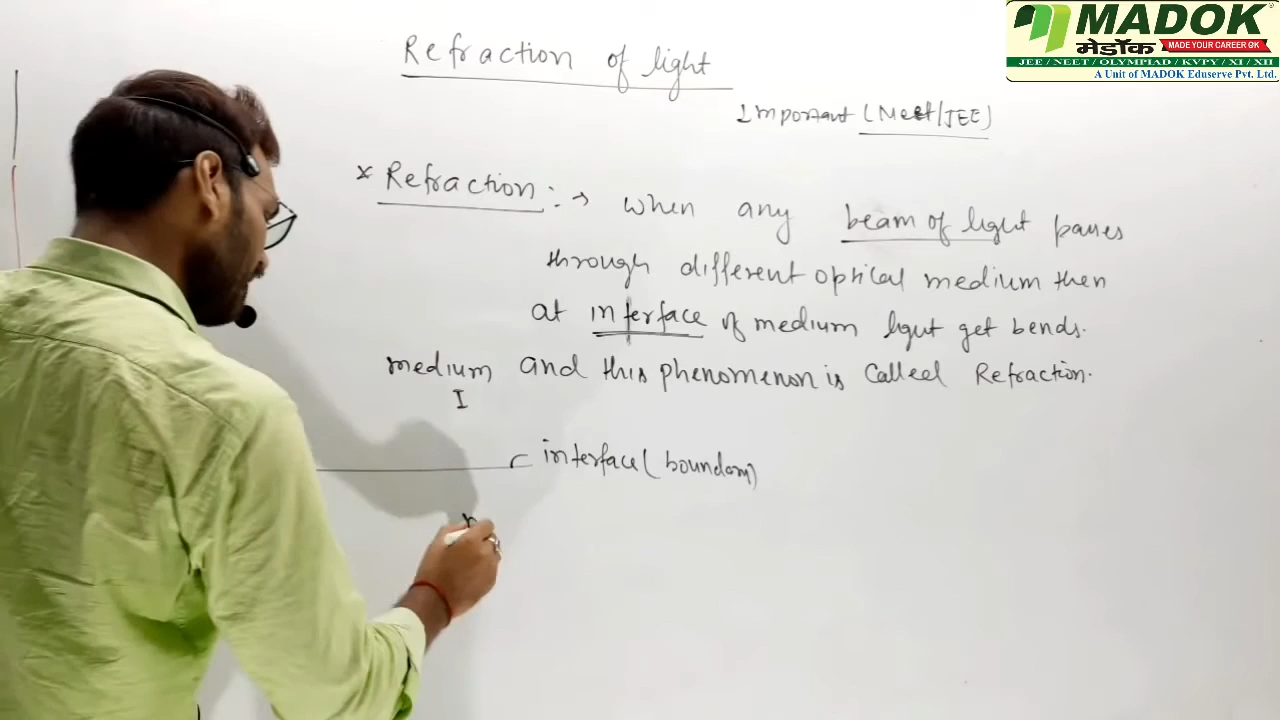 MADOK
मेडॉक
MADE YOUR CAREER OK
JEE / NEET / OLYMPIAD / KVPY / XI / XII
A Unit of MADOK Eduserve Pvt. Ltd.
Refraction of light
Important (Neet/JEE)
* Refraction :→ When any beam of light passes
through different optical medium then
at interface of medium light get bends.
and this phenomenon is called Refraction.
medium
I
interface (boundary)